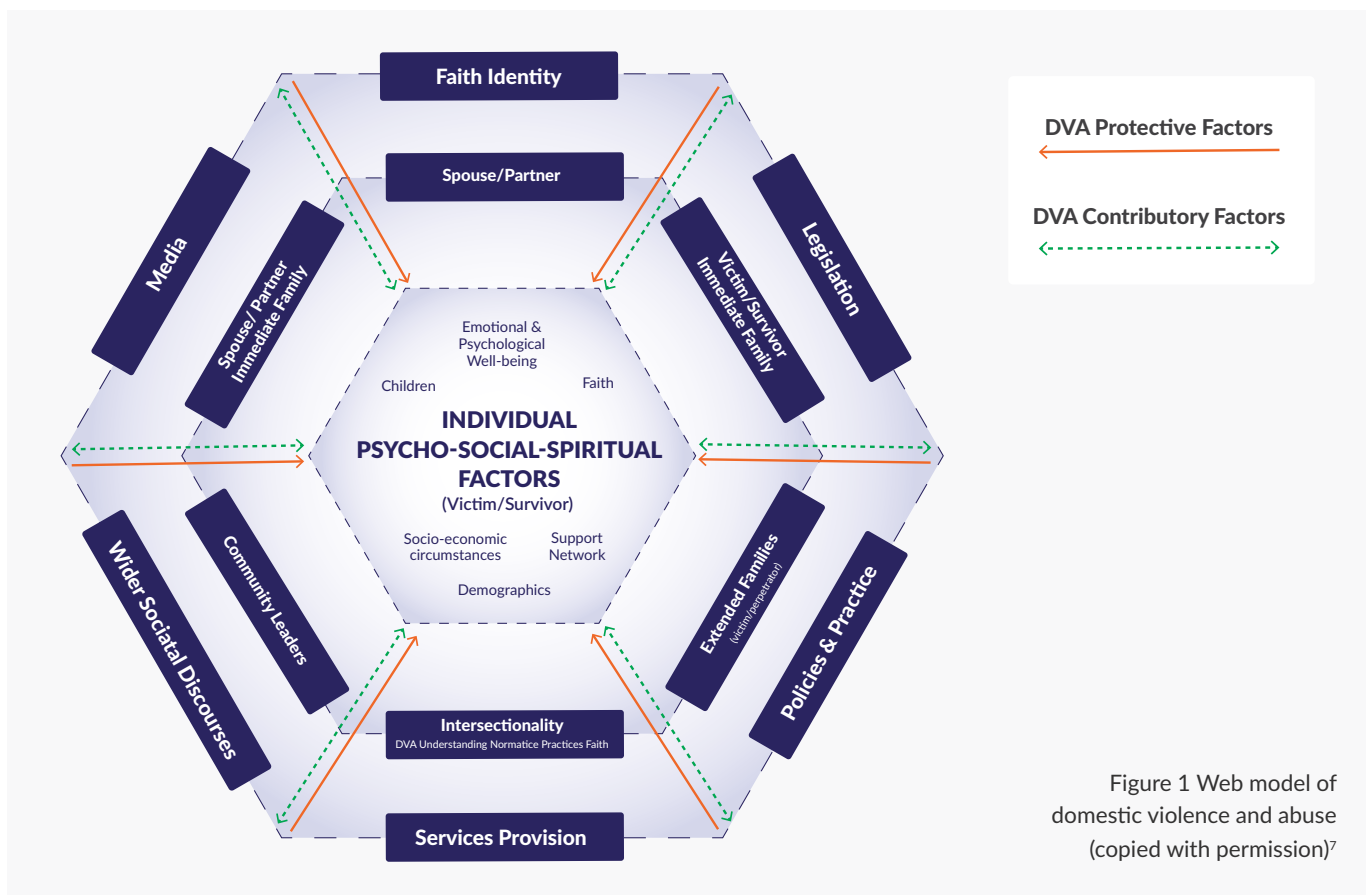 Faith Identity
Spouse/Partner
Media
Spouse/ Partner
Immediate Family
Victim/Survivor
Immediate Family
Legislation
DVA Protective Factors
DVA Contributory Factors
Emotional &
Psychological
Well-being
Children
Faith
INDIVIDUAL
PSYCHO-SOCIAL-SPIRITUAL
FACTORS
(Victim/Survivor)
Socio-economic
circumstances
Support
Network
Demographics
Wider Sociatal Discourses
Community Leaders
Extended Families
(victim/perpetrator)
Policies & Practice
Intersectionality
DVA Understanding Normatice Practices Faith
Services Provision
Figure 1 Web model of
domestic violence and abuse
(copied with permission)⁷